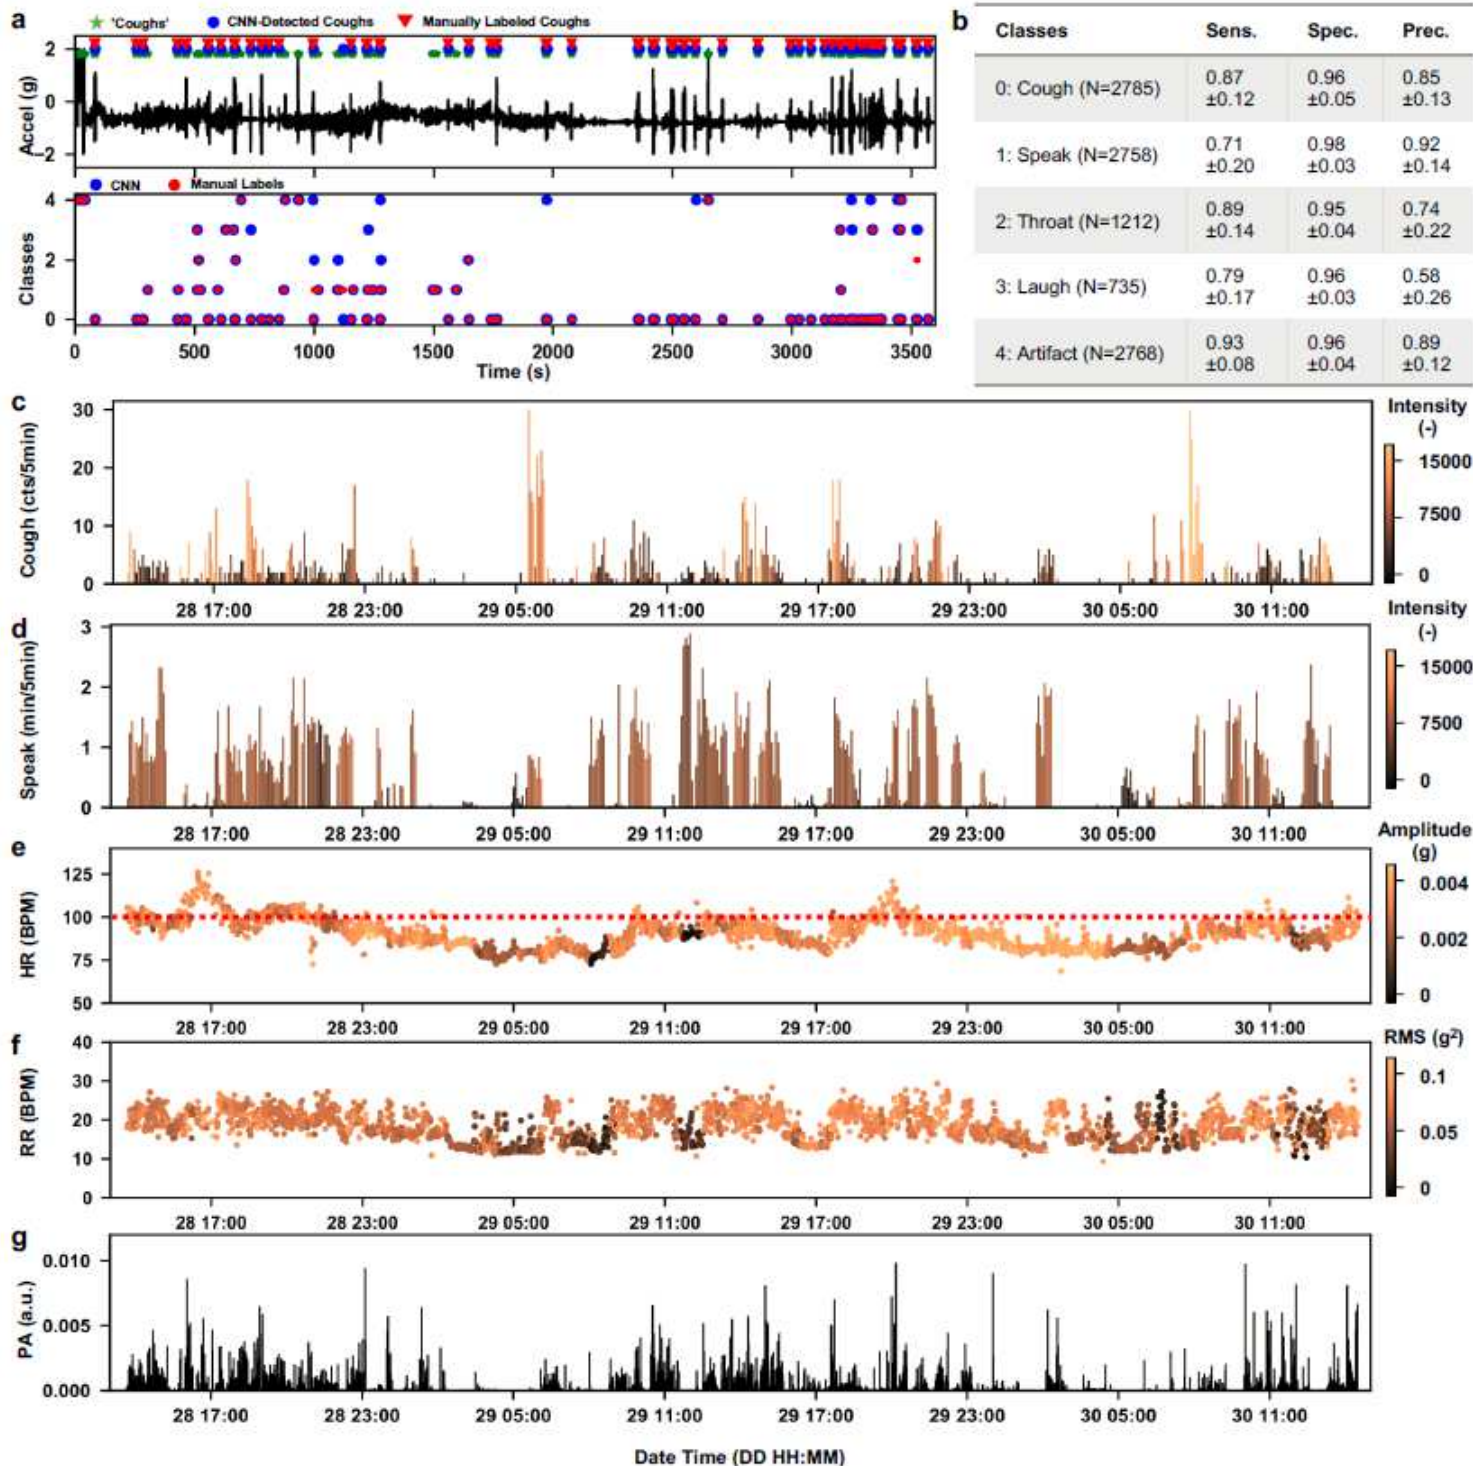 a
'Coughs' CNN-Detected Coughs Manually Labeled Coughs
Accel (g)
2
0
−2
CNN Manual Labels
Classes
4
2
0
0 500 1000 1500 2000 2500 3000 3500
Time (s)
b
Classes Sens. Spec. Prec.
0: Cough (N=2785) 0.87 ±0.12 0.96 ±0.05 0.85 ±0.13
1: Speak (N=2758) 0.71 ±0.20 0.98 ±0.03 0.92 ±0.14
2: Throat (N=1212) 0.89 ±0.14 0.95 ±0.04 0.74 ±0.22
3: Laugh (N=735) 0.79 ±0.17 0.96 ±0.03 0.58 ±0.26
4: Artifact (N=2768) 0.93 ±0.08 0.96 ±0.04 0.89 ±0.12
c
Cough (cts/5min)
30
20
10
0
28 17:00 28 23:00 29 05:00 29 11:00 29 17:00 29 23:00 30 05:00 30 11:00
Intensity
(-)
15000
7500
0
d
Speak (min/5min)
3
2
1
0
28 17:00 28 23:00 29 05:00 29 11:00 29 17:00 29 23:00 30 05:00 30 11:00
Intensity
(-)
15000
7500
0
e
HR (BPM)
125
100
75
50
28 17:00 28 23:00 29 05:00 29 11:00 29 17:00 29 23:00 30 05:00 30 11:00
Amplitude
(g)
0.004
0.002
0
f
RR (BPM)
40
30
20
10
0
28 17:00 28 23:00 29 05:00 29 11:00 29 17:00 29 23:00 30 05:00 30 11:00
RMS (g²)
0.1
0.05
0
g
PA (a.u.)
0.010
0.005
0.000
28 17:00 28 23:00 29 05:00 29 11:00 29 17:00 29 23:00 30 05:00 30 11:00
Date Time (DD HH:MM)